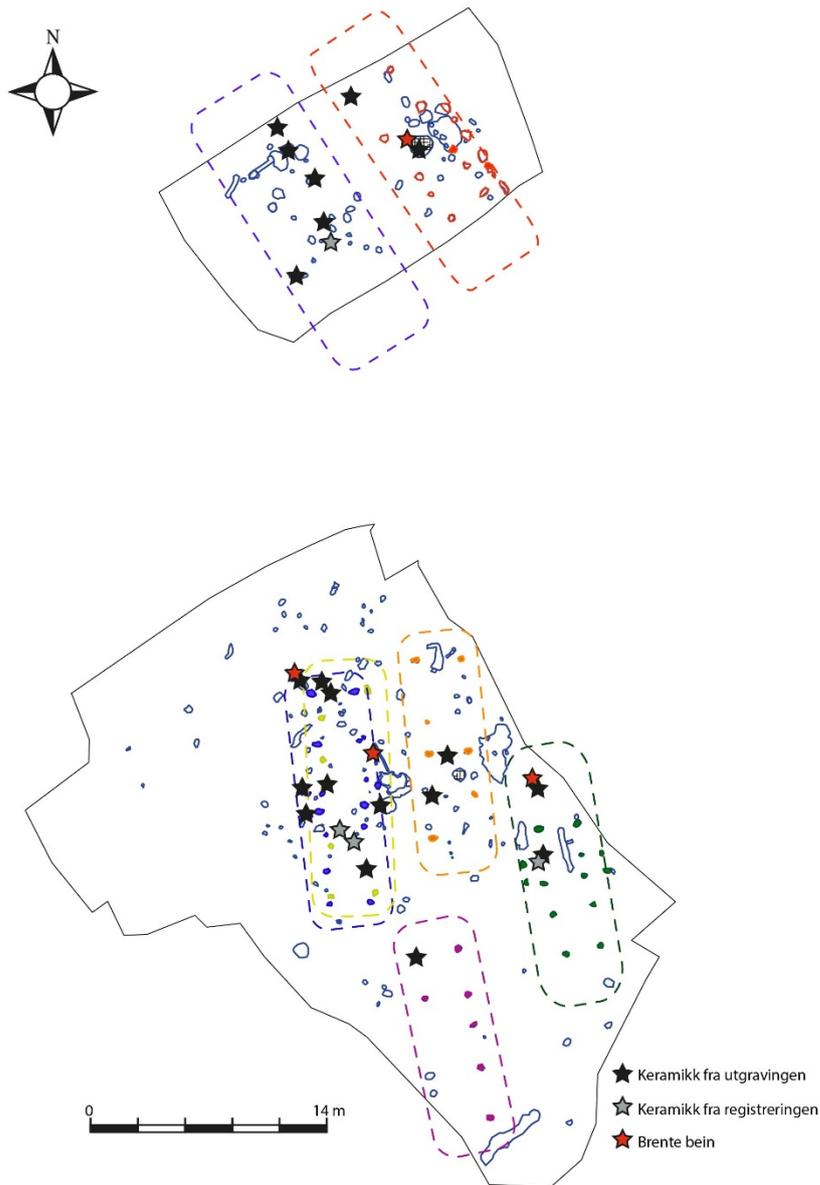 N
0 14 m
Keramikk fra utgravingen
Keramikk fra registreringen
Brente bein